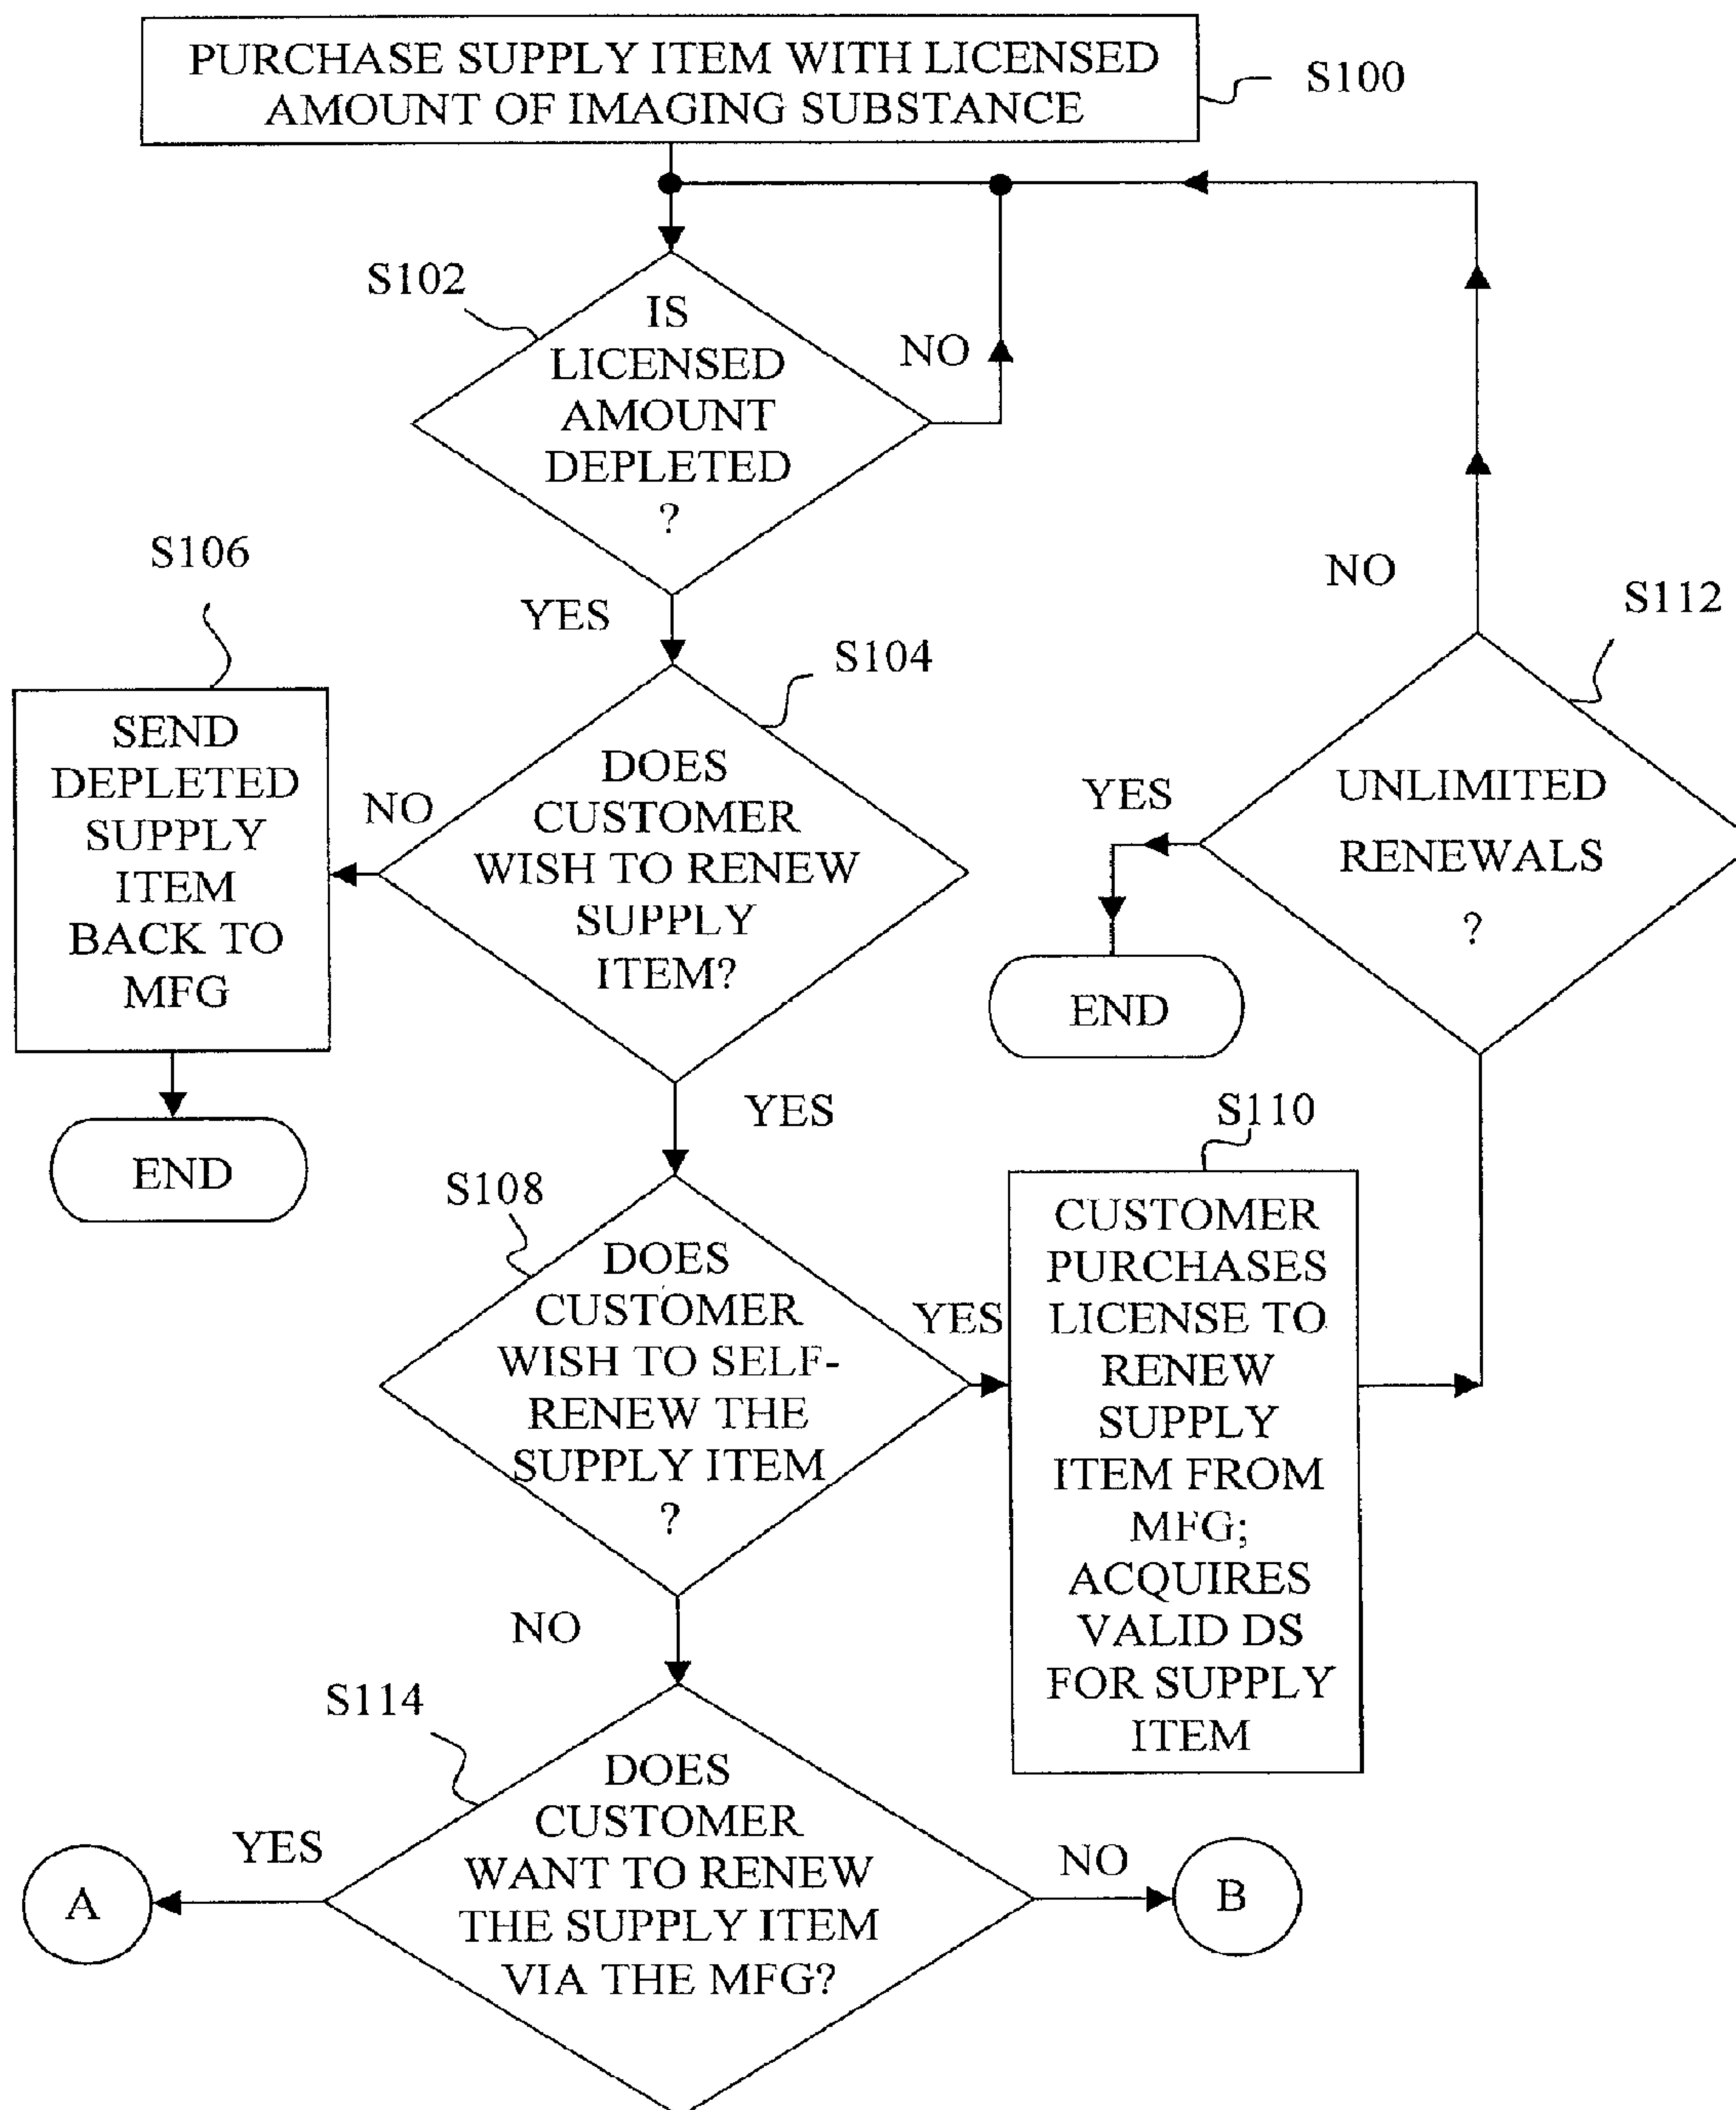 PURCHASE SUPPLY ITEM WITH LICENSED
AMOUNT OF IMAGING SUBSTANCE
S100
S102
IS
LICENSED
AMOUNT
DEPLETED
?
NO
YES
S106
SEND
DEPLETED
SUPPLY
ITEM
BACK TO
MFG
END
S104
DOES
CUSTOMER
WISH TO RENEW
SUPPLY
ITEM?
NO
YES
S108
DOES
CUSTOMER
WISH TO SELF-
RENEW THE
SUPPLY ITEM
?
YES
NO
S110
CUSTOMER
PURCHASES
LICENSE TO
RENEW
SUPPLY
ITEM FROM
MFG;
ACQUIRES
VALID DS
FOR SUPPLY
ITEM
S112
UNLIMITED
RENEWALS
?
NO
YES
END
S114
DOES
CUSTOMER
WANT TO RENEW
THE SUPPLY ITEM
VIA THE MFG?
YES
A
NO
B